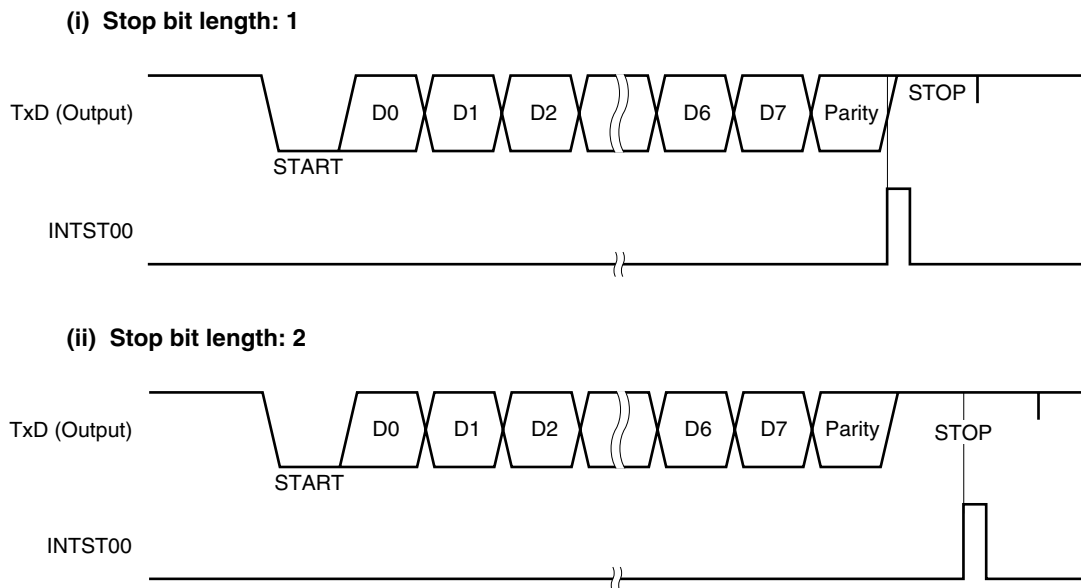 (i) Stop bit length: 1
TxD (Output)
D0 D1 D2 D6 D7 Parity STOP
START
INTST00
(ii) Stop bit length: 2
TxD (Output)
D0 D1 D2 D6 D7 Parity STOP
START
INTST00